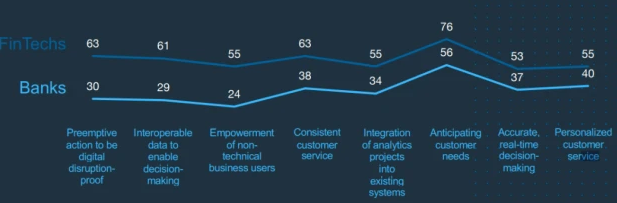 76
63 61 55 63 55 53 55
FinTechs
56
30 29 24 38 34 37 40
Banks
Preemptive
action to be
digital
disruption-
proof
Interoperable
data to
enable
decision-
making
Empowerment
of non-
technical
business users
Consistent
customer
service
Integration
of analytics
projects
into
existing
systems
Anticipating
customer
needs
Accurate,
real-time
decision-
making
Personalized
customer
service